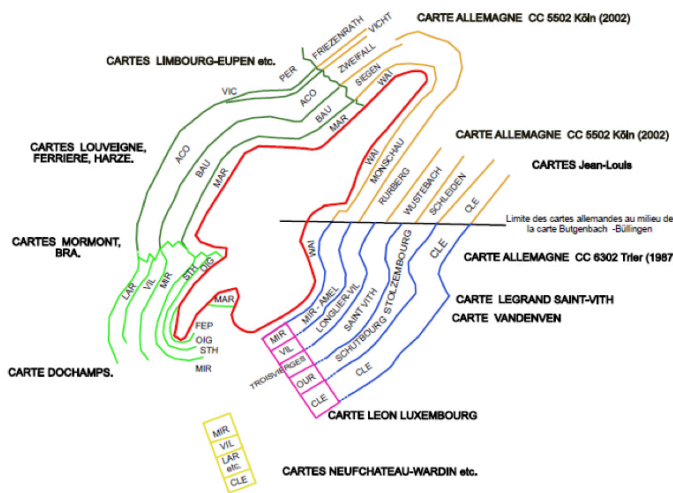 CARTE ALLEMAGNE CC 5502 Köln (2002)
FRIEZENRATH
VICHT
ZWEIFALL
SIEGEN
WAI
CARTES LIMBOURG-EUPEN etc.
PER
VIC
ACO
BAU
MAR
CARTES LOUVEIGNE,
FERRIERE, HARZE.
ACO
BAU
MAR
WAI
MONSCHAU
RURBERG
WUSTEBACH
SCHLEIDEN
CLE
CARTE ALLEMAGNE CC 5502 Köln (2002)
CARTES Jean-Louis
Limite des cartes allemandes au milieu de
la carte Butgenbach -Büllingen
CARTES MORMONT,
BRA.
LAR
VIL
MIR
STH
OIG
MAR
FEP
OIG
STH
MIR
WAI
MIR - AMEL
LONGLIER-VIL
SAINT VITH
SCHUTBOURG
STOLZEMBOURG
CLE
CLE
CARTE ALLEMAGNE CC 6302 Trier (1987
CARTE LEGRAND SAINT-VITH
CARTE VANDENVEN
MIR
VIL
TROISVIERGES
OUR
CLE
CARTE DOCHAMPS.
CARTE LEON LUXEMBOURG
MIR
VIL
LAR
etc.
CLE
CARTES NEUFCHATEAU-WARDIN etc.